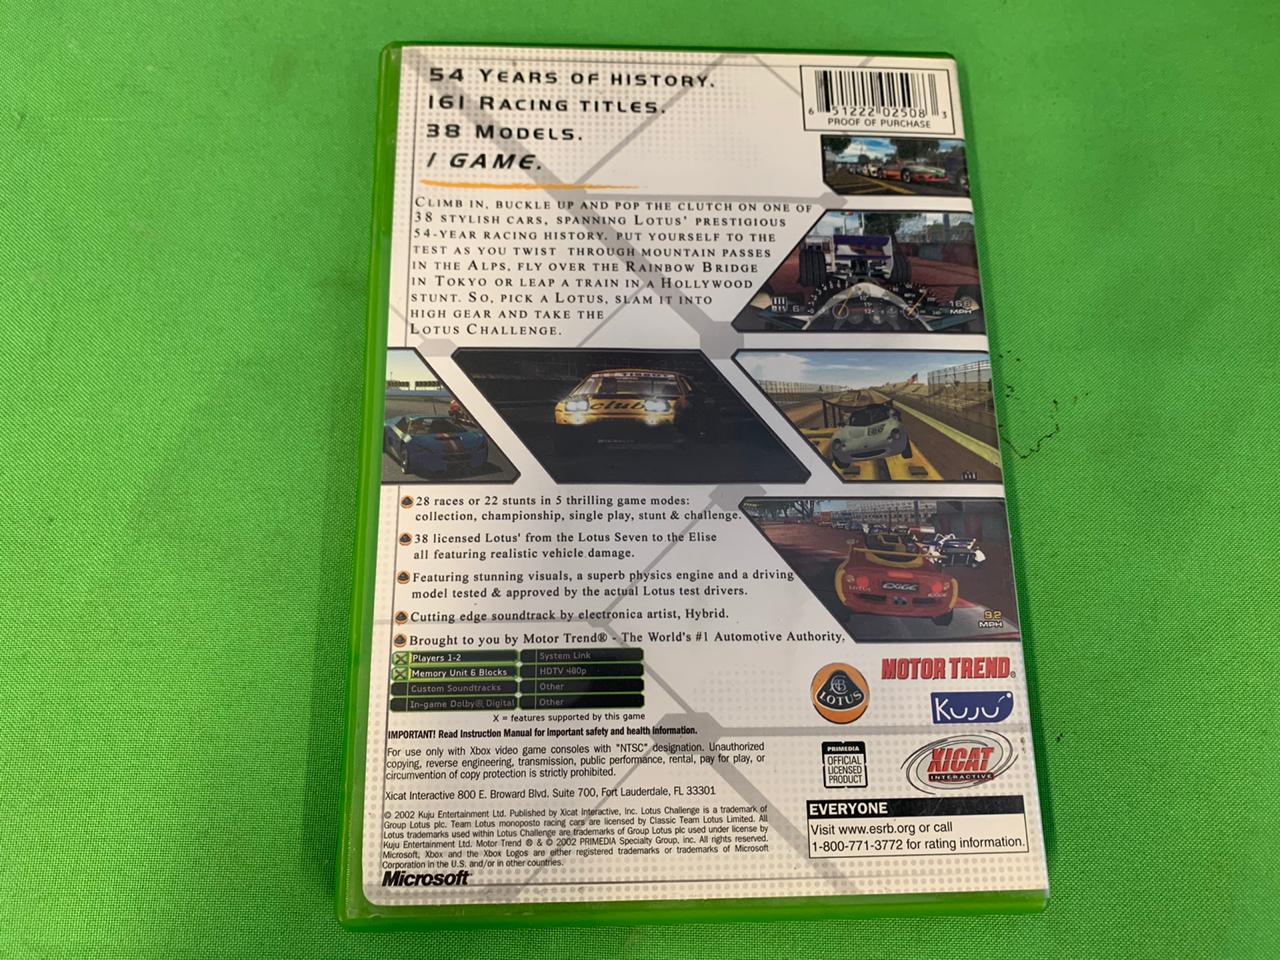 54 YEARS OF HISTORY.
161 RACING TITLES.
38 MODELS.
1 GAME.
6 51222 02508 3
PROOF OF PURCHASE
CLIMB IN, BUCKLE UP AND POP THE CLUTCH ON ONE OF
38 STYLISH CARS, SPANNING LOTUS' PRESTIGIOUS
54-YEAR RACING HISTORY. PUT YOURSELF TO THE
TEST AS YOU TWIST THROUGH MOUNTAIN PASSES
IN THE ALPS, FLY OVER THE RAINBOW BRIDGE
IN TOKYO OR LEAP A TRAIN IN A HOLLYWOOD
STUNT. SO, PICK A LOTUS, SLAM IT INTO
HIGH GEAR AND TAKE THE
LOTUS CHALLENGE.
160
MPH
club
28 races or 22 stunts in 5 thrilling game modes:
collection, championship, single play, stunt & challenge.
38 licensed Lotus' from the Lotus Seven to the Elise
all featuring realistic vehicle damage.
Featuring stunning visuals, a superb physics engine and a driving
model tested & approved by the actual Lotus test drivers.
Cutting edge soundtrack by electronica artist, Hybrid.
Brought to you by Motor Trend® - The World's #1 Automotive Authority.
EXIGE
92
MPH
X Players 1-2
X Memory Unit 6 Blocks
Custom Soundtracks
In-game Dolby® Digital
System Link
HDTV 480p
Other
Other
X = features supported by this game
LOTUS
MOTOR TREND®
Kuju
IMPORTANT! Read Instruction Manual for important safety and health information.
For use only with Xbox video game consoles with "NTSC" designation. Unauthorized
copying, reverse engineering, transmission, public performance, rental, pay for play, or
circumvention of copy protection is strictly prohibited.
Xicat Interactive 800 E. Broward Blvd. Suite 700, Fort Lauderdale, FL 33301
PRIMEDIA
OFFICIAL
LICENSED
PRODUCT
XICAT
INTERACTIVE
© 2002 Kuju Entertainment Ltd. Published by Xicat Interactive, Inc. Lotus Challenge is a trademark of
Group Lotus plc. Team Lotus monoposto racing cars are licensed by Classic Team Lotus Limited. All
Lotus trademarks used within Lotus Challenge are trademarks of Group Lotus plc used under license by
Kuju Entertainment Ltd. Motor Trend ® & © 2002 PRIMEDIA Specialty Group, Inc. All rights reserved.
Microsoft, Xbox and the Xbox Logos are either registered trademarks or trademarks of Microsoft
Corporation in the U.S. and/or in other countries.
Microsoft
EVERYONE
Visit www.esrb.org or call
1-800-771-3772 for rating information.